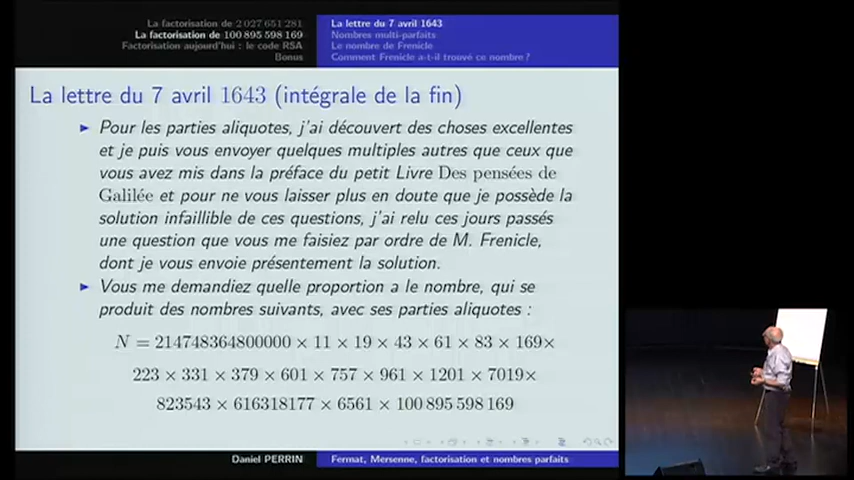 La factorisation de 2 027 651 281
La factorisation de 100 895 598 169
Factorisation aujourd'hui : le code RSA
Bonus
La lettre du 7 avril 1643
Nombres multi-parfaits
Le nombre de Frenicle
Comment Frenicle a-t-il trouvé ce nombre ?
La lettre du 7 avril 1643 (intégrale de la fin)
Pour les parties aliquotes, j'ai découvert des choses excellentes
et je puis vous envoyer quelques multiples autres que ceux que
vous avez mis dans la préface du petit Livre Des pensées de
Galilée et pour ne vous laisser plus en doute que je possède la
solution infaillible de ces questions, j'ai relu ces jours passés
une question que vous me faisiez par ordre de M. Frenicle,
dont je vous envoie présentement la solution.
Vous me demandiez quelle proportion a le nombre, qui se
produit des nombres suivants, avec ses parties aliquotes :
N = 214748364800000 × 11 × 19 × 43 × 61 × 83 × 169×
223 × 331 × 379 × 601 × 757 × 961 × 1201 × 7019×
823543 × 616318177 × 6561 × 100 895 598 169
Daniel PERRIN
Fermat, Mersenne, factorisation et nombres parfaits